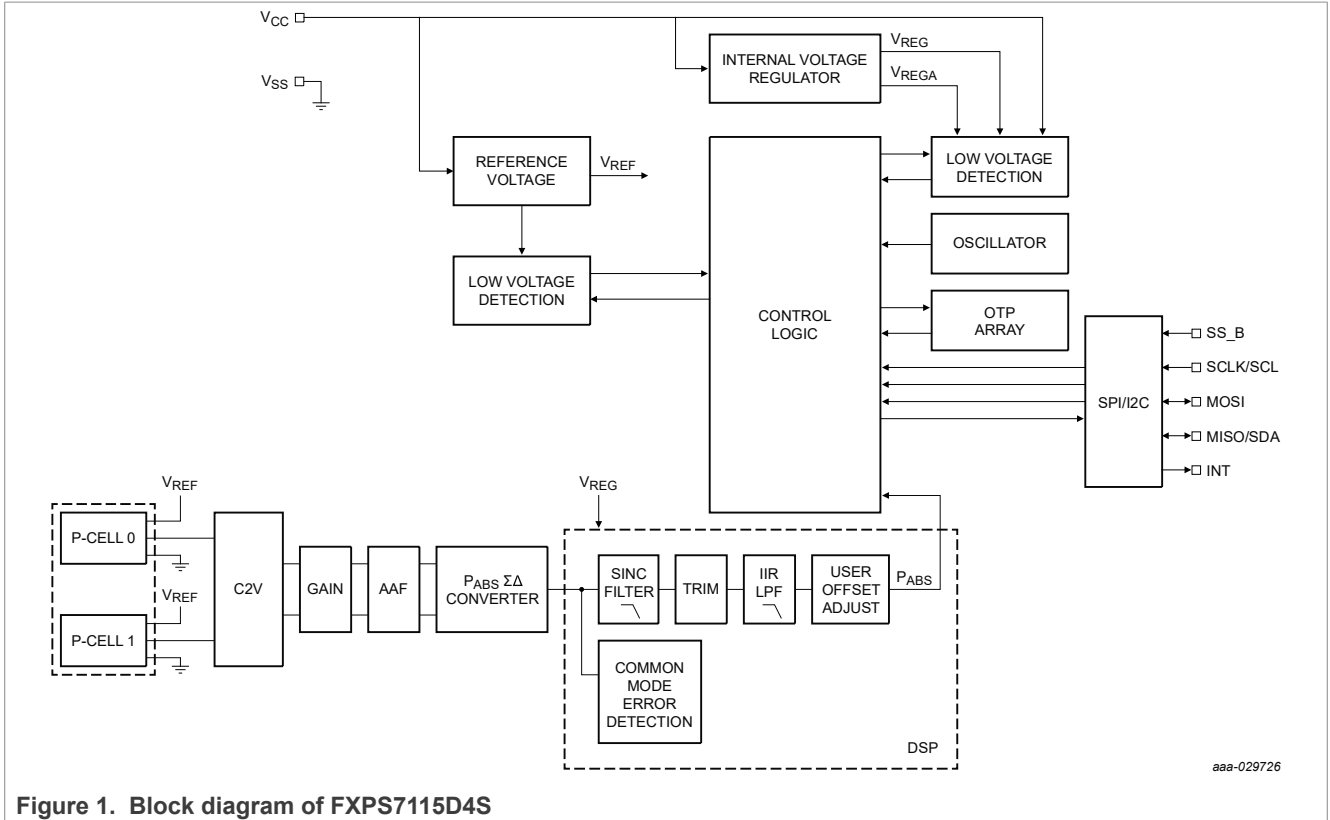 VCC
VSS
INTERNAL VOLTAGE
REGULATOR
VREG
VREGA
REFERENCE
VOLTAGE
VREF
LOW VOLTAGE
DETECTION
LOW VOLTAGE
DETECTION
CONTROL
LOGIC
OSCILLATOR
OTP
ARRAY
SPI/I2C
SS_B
SCLK/SCL
MOSI
MISO/SDA
INT
VREF
P-CELL 0
VREF
P-CELL 1
C2V
GAIN
AAF
PABS ΣΔ
CONVERTER
VREG
SINC
FILTER
TRIM
IIR
LPF
USER
OFFSET
ADJUST
PABS
COMMON
MODE
ERROR
DETECTION
DSP
aaa-029726
Figure 1. Block diagram of FXPS7115D4S